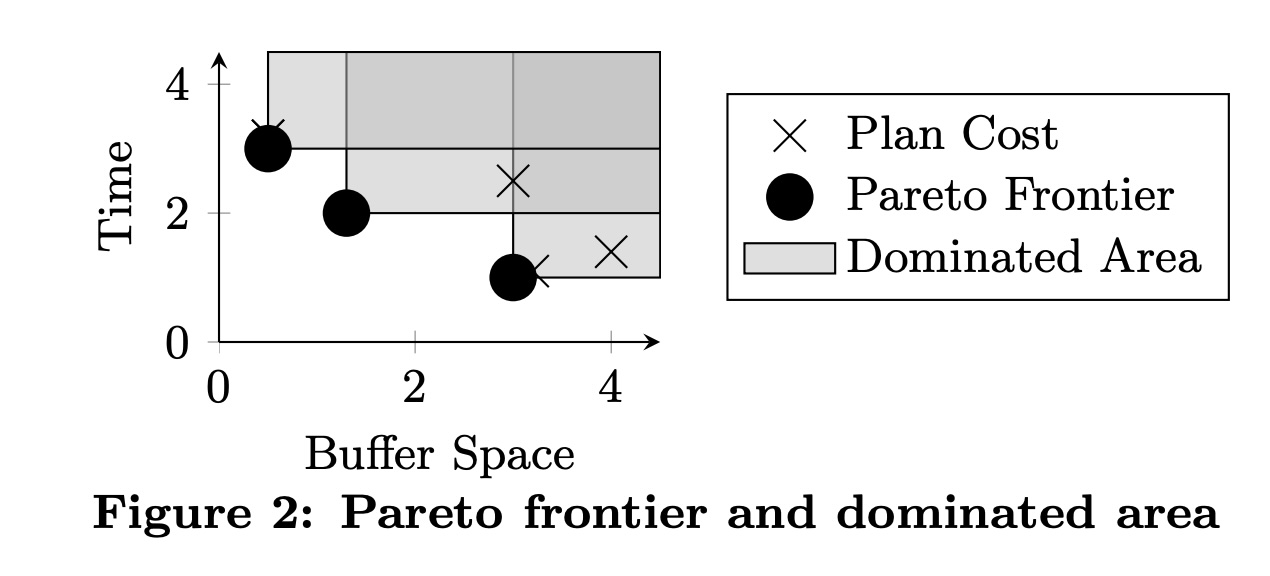 4
2
0
0 2 4
Time
Buffer Space
Plan Cost
Pareto Frontier
Dominated Area
Figure 2: Pareto frontier and dominated area